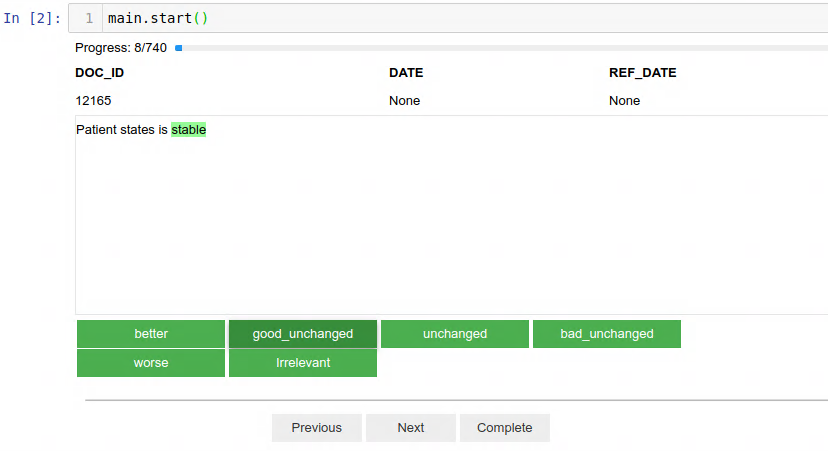 In [2]: 1 main.start()
Progress: 8/740
DOC_ID DATE REF_DATE
12165 None None
Patient states is stable
better good_unchanged unchanged bad_unchanged
worse Irrelevant
Previous Next Complete